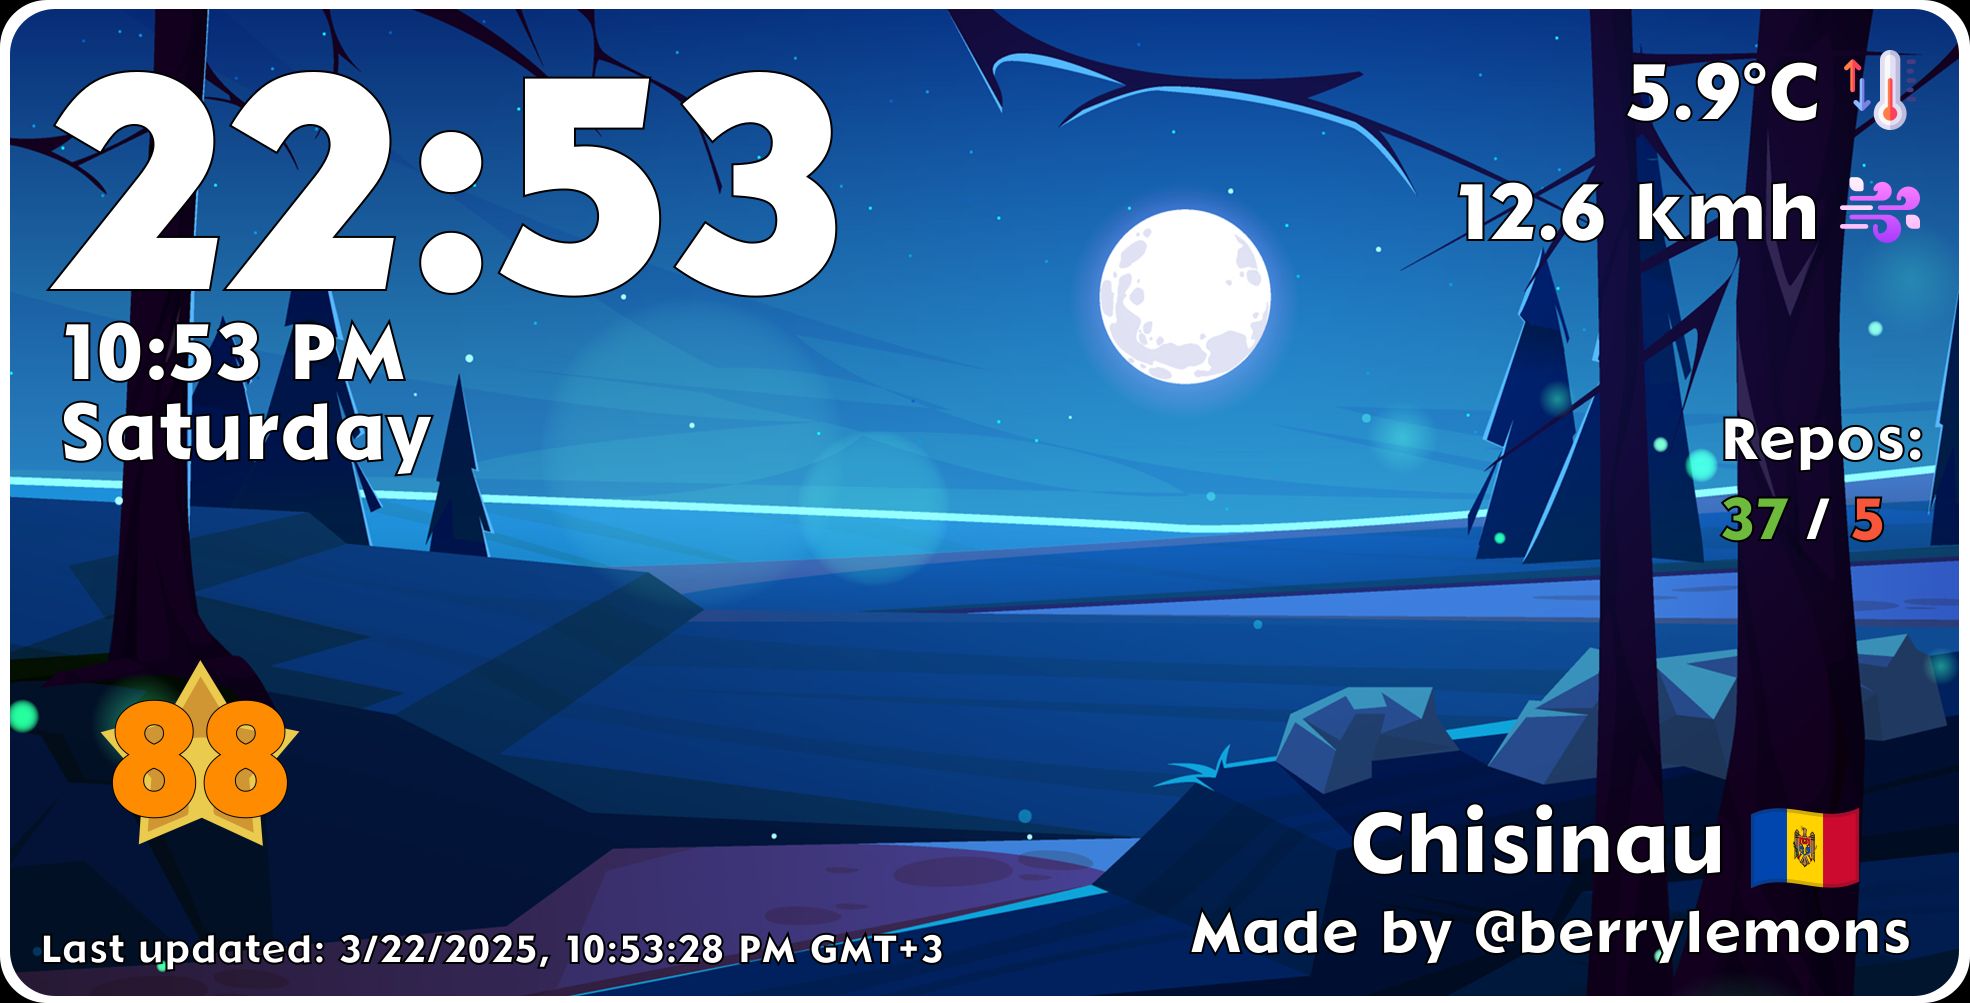 22:53
10:53 PM
Saturday
5.9°C
12.6 kmh
Repos:
37 / 5
88
Chisinau
Made by @berrylemons
Last updated: 3/22/2025, 10:53:28 PM GMT+3